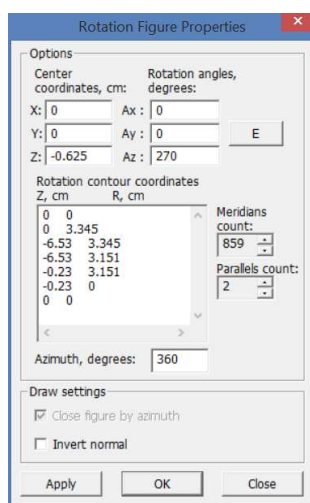 Rotation Figure Properties
Options
Center coordinates, cm:
Rotation angles, degrees:
X: 0 Ax : 0
Y: 0 Ay : 0 E
Z: -0.625 Az : 270
Rotation contour coordinates
Z, cm R, cm
0 0
0 3.345
-6.53 3.345
-6.53 3.151
-0.23 3.151
-0.23 0
0 0
Meridians count:
859
Parallels count:
2
Azimuth, degrees: 360
Draw settings
Close figure by azimuth
Invert normal
Apply OK Close